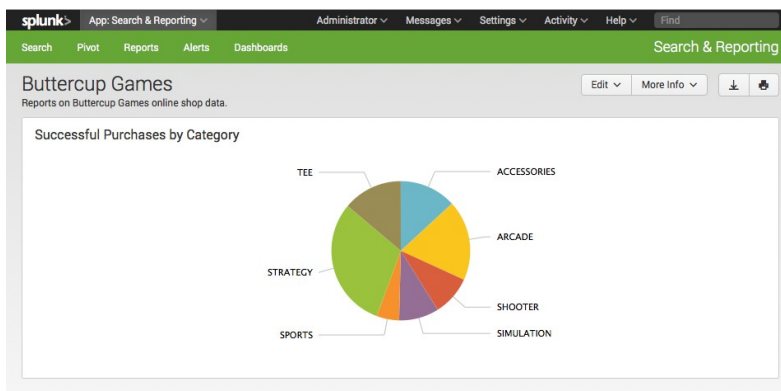 splunk> App: Search & Reporting Administrator Messages Settings Activity Help Find
Search Pivot Reports Alerts Dashboards Search & Reporting
Buttercup Games Edit More Info
Reports on Buttercup Games online shop data.
Successful Purchases by Category
TEE ACCESSORIES
ARCADE
STRATEGY
SHOOTER
SPORTS SIMULATION